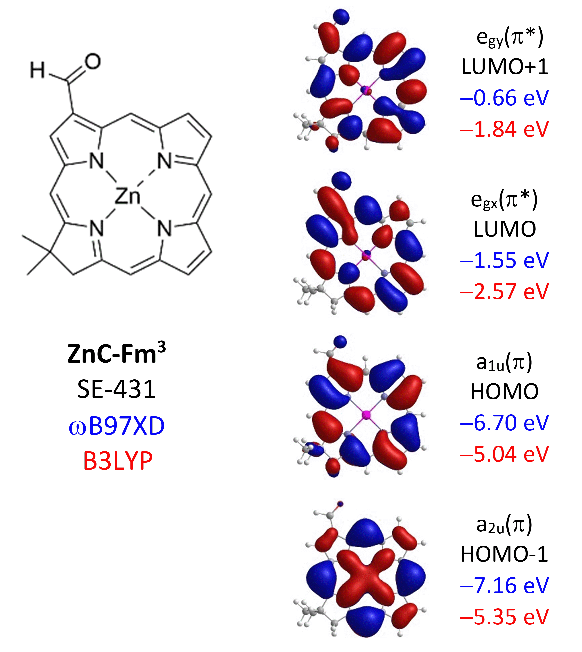 H
O
N
N
Zn
N
N
ZnC-Fm³
SE-431
ωB97XD
B3LYP
e_gy(π*)
LUMO+1
−0.66 eV
−1.84 eV
e_gx(π*)
LUMO
−1.55 eV
−2.57 eV
a_1u(π)
HOMO
−6.70 eV
−5.04 eV
a_2u(π)
HOMO-1
−7.16 eV
−5.35 eV